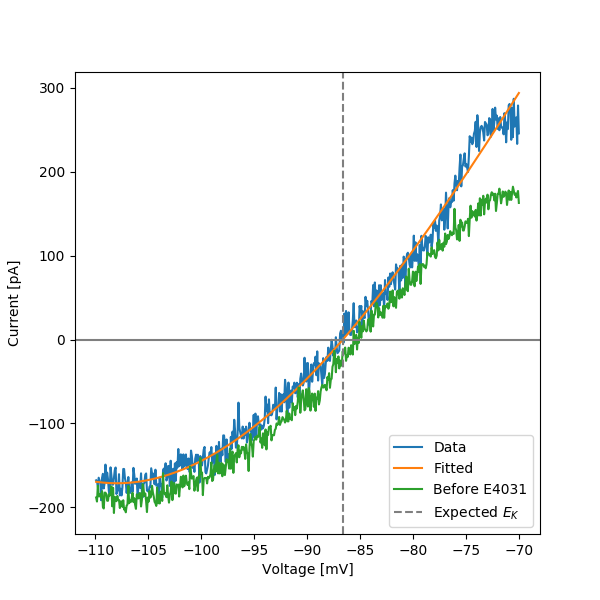 300
200
100
0
−100
−200
Current [pA]
Data
Fitted
Before E4031
Expected E_K
−110 −105 −100 −95 −90 −85 −80 −75 −70
Voltage [mV]